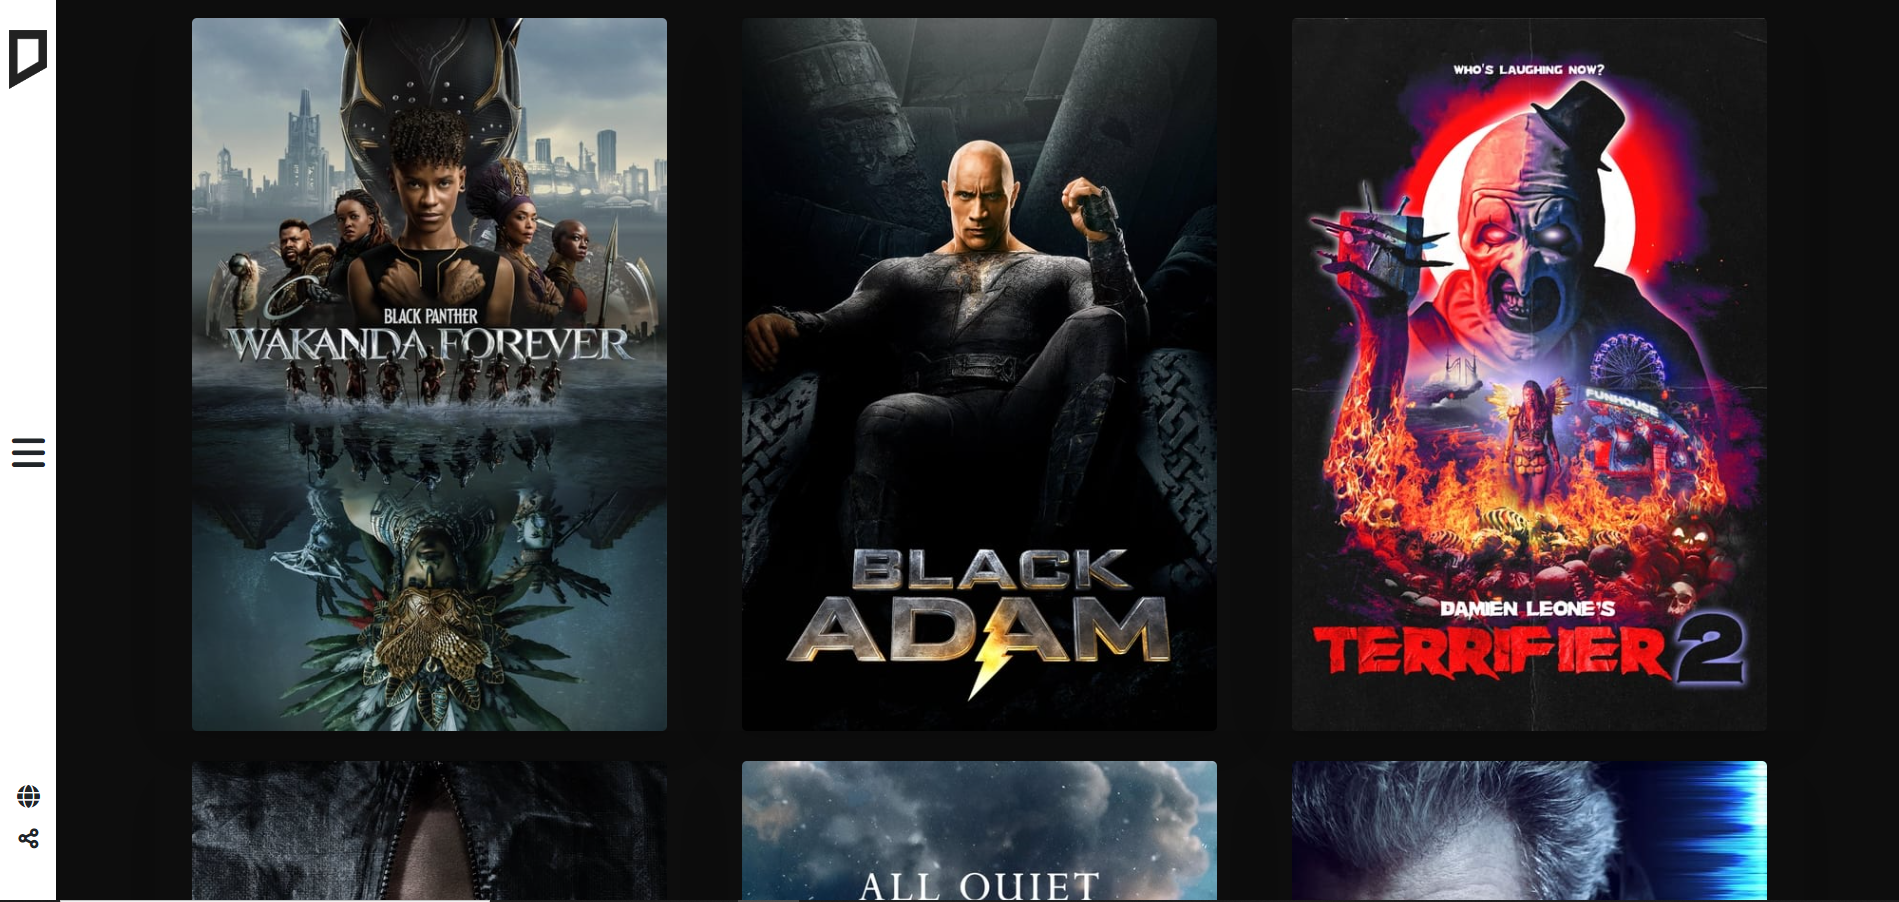 BLACK PANTHER
WAKANDA FOREVER
BLACK
ADAM
WHO'S LAUGHING NOW?
FUNHOUSE
DAMIEN LEONE'S
TERRIFIER 2
ALL QUIET